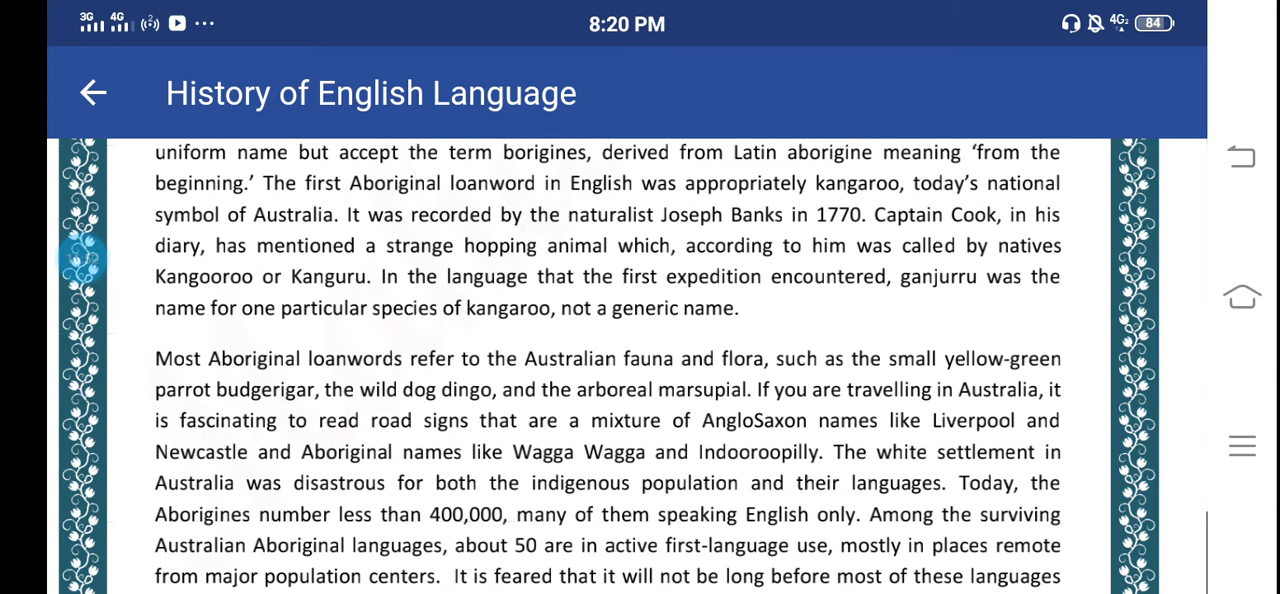 3G 4G 8:20 PM 4G2 84
History of English Language
uniform name but accept the term borigines, derived from Latin aborigine meaning ‘from the
beginning.’ The first Aboriginal loanword in English was appropriately kangaroo, today’s national
symbol of Australia. It was recorded by the naturalist Joseph Banks in 1770. Captain Cook, in his
diary, has mentioned a strange hopping animal which, according to him was called by natives
Kangooroo or Kanguru. In the language that the first expedition encountered, ganjurru was the
name for one particular species of kangaroo, not a generic name.
Most Aboriginal loanwords refer to the Australian fauna and flora, such as the small yellow-green
parrot budgerigar, the wild dog dingo, and the arboreal marsupial. If you are travelling in Australia, it
is fascinating to read road signs that are a mixture of AngloSaxon names like Liverpool and
Newcastle and Aboriginal names like Wagga Wagga and Indooroopilly. The white settlement in
Australia was disastrous for both the indigenous population and their languages. Today, the
Aborigines number less than 400,000, many of them speaking English only. Among the surviving
Australian Aboriginal languages, about 50 are in active first-language use, mostly in places remote
from major population centers. It is feared that it will not be long before most of these languages